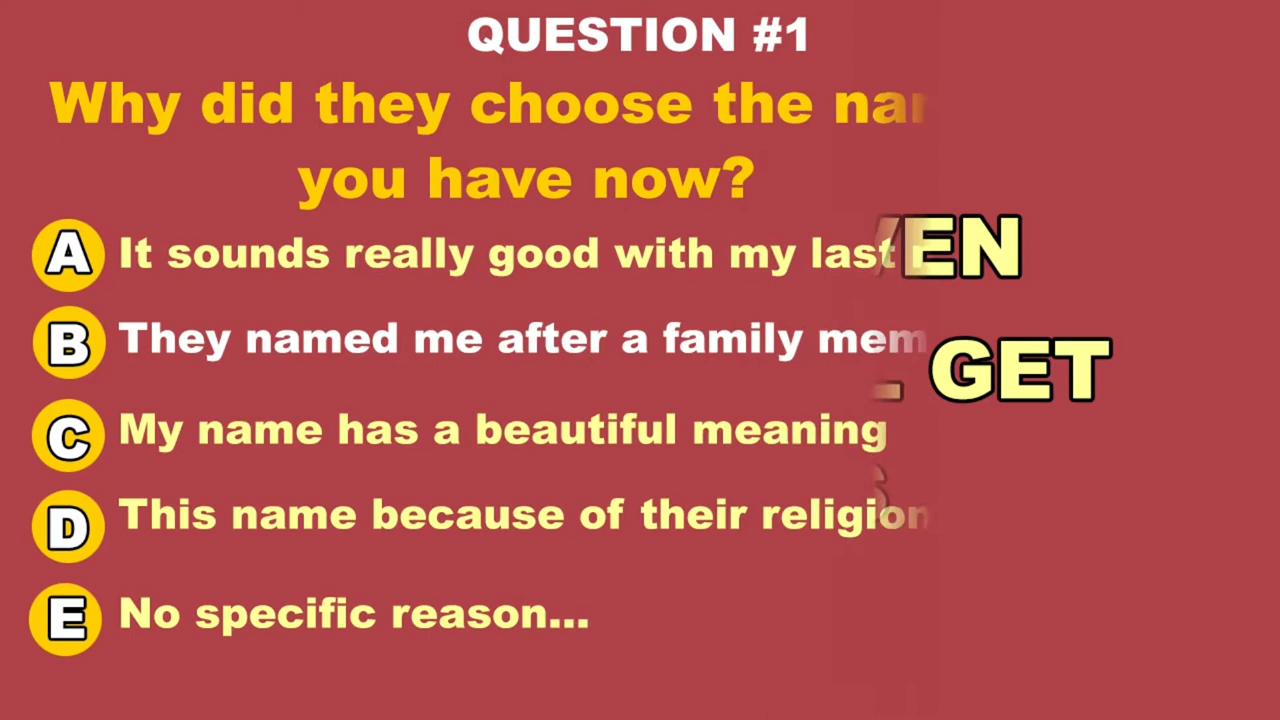 QUESTION #1
Why did they choose the
you have now?
A It sounds really good with my last
EN
B They named me after a family
GET
C My name has a beautiful meaning
D This name because of their religion
E No specific reason...